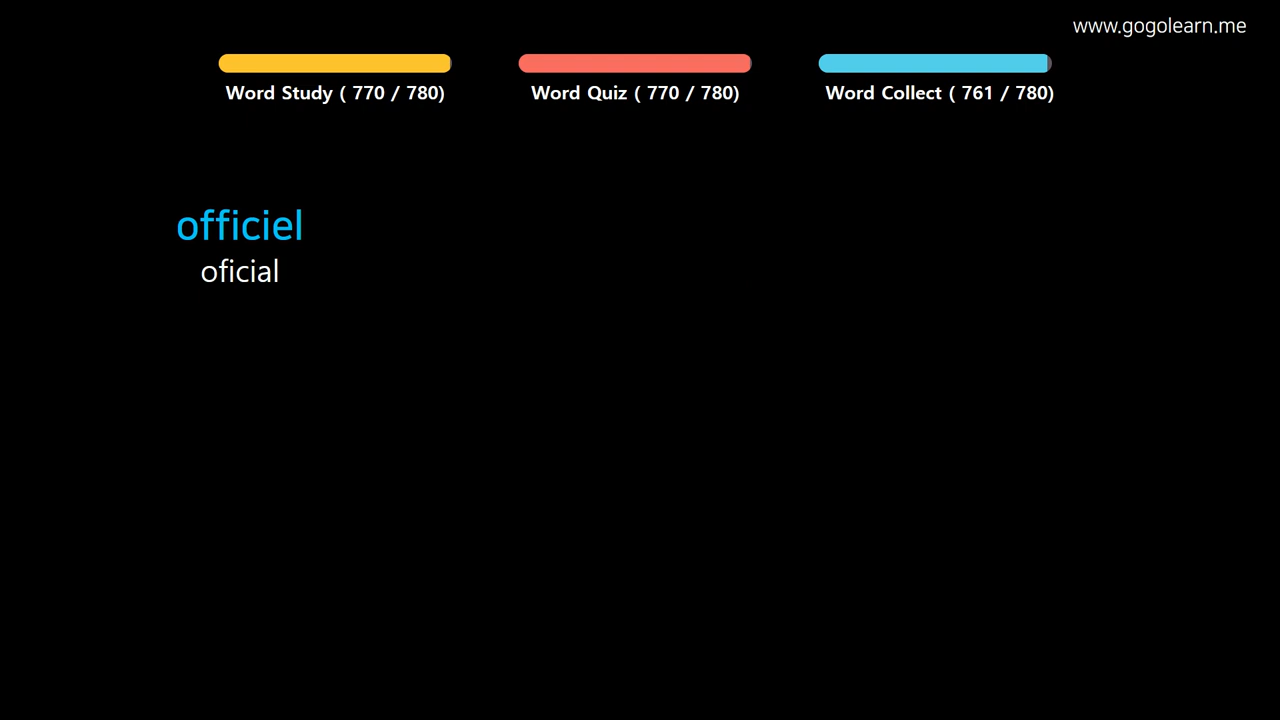 www.gogolearn.me
Word Study ( 770 / 780)
Word Quiz ( 770 / 780)
Word Collect ( 761 / 780)
officiel
oficial